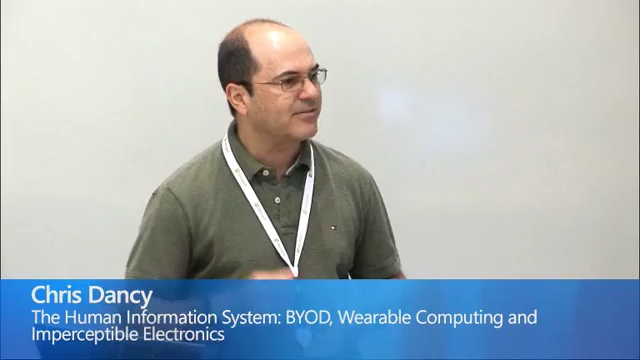 Chris Dancy
The Human Information System: BYOD, Wearable Computing and
Imperceptible Electronics